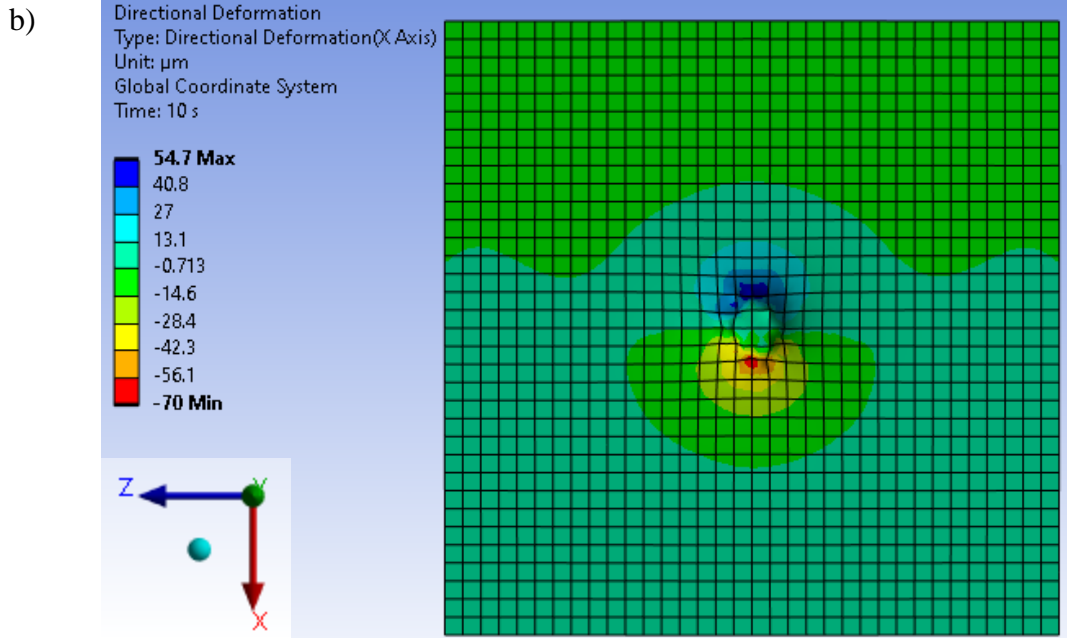 b)
Directional Deformation
Type: Directional Deformation(X Axis)
Unit: µm
Global Coordinate System
Time: 10 s
54.7 Max
40.8
27
13.1
-0.713
-14.6
-28.4
-42.3
-56.1
-70 Min
Z
Y
X